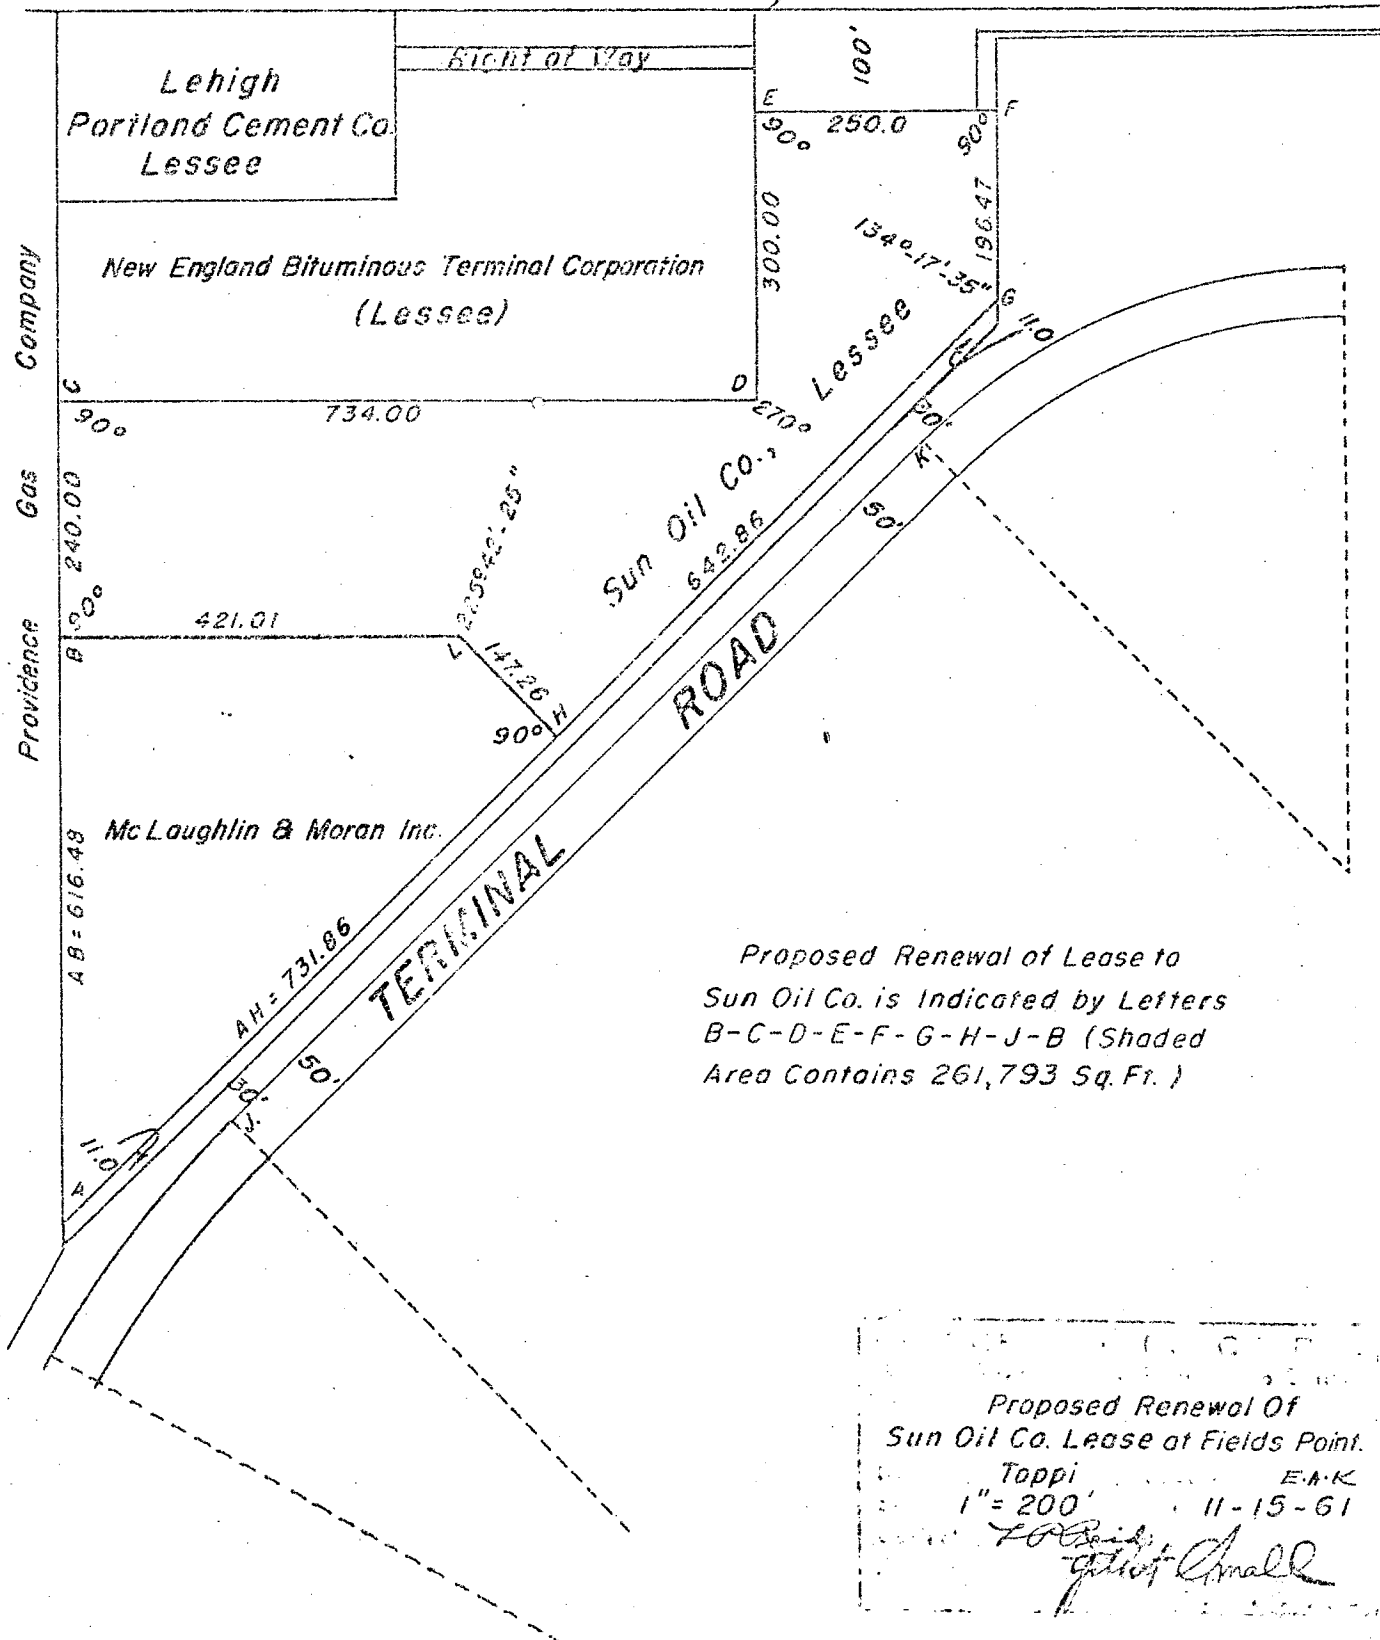 Right of Way
100'
Lehigh
Portland Cement Co.
Lessee
E
F
90°
250.0
90°
300.00
196.47
134°-17'-35"
G
11.0
New England Bituminous Terminal Corporation
(Lessee)
Providence Gas Company
C
90°
734.00
D
270°
Sun Oil Co., Lessee
642.86
30'
K
50'
240.00
90°
B
421.01
L
225°42'-25"
147.26
90°
H
TERMINAL ROAD
Mc Laughlin & Moran Inc.
AB = 616.48
AH = 731.86
30'
50'
J
11.0
A
Proposed Renewal of Lease to
Sun Oil Co. is Indicated by Letters
B-C-D-E-F-G-H-J-B (Shaded
Area Contains 261,793 Sq. Ft. )
Proposed Renewal Of
Sun Oil Co. Lease at Fields Point.
Toppi E.A.K
1" = 200' 11-15-61
Small